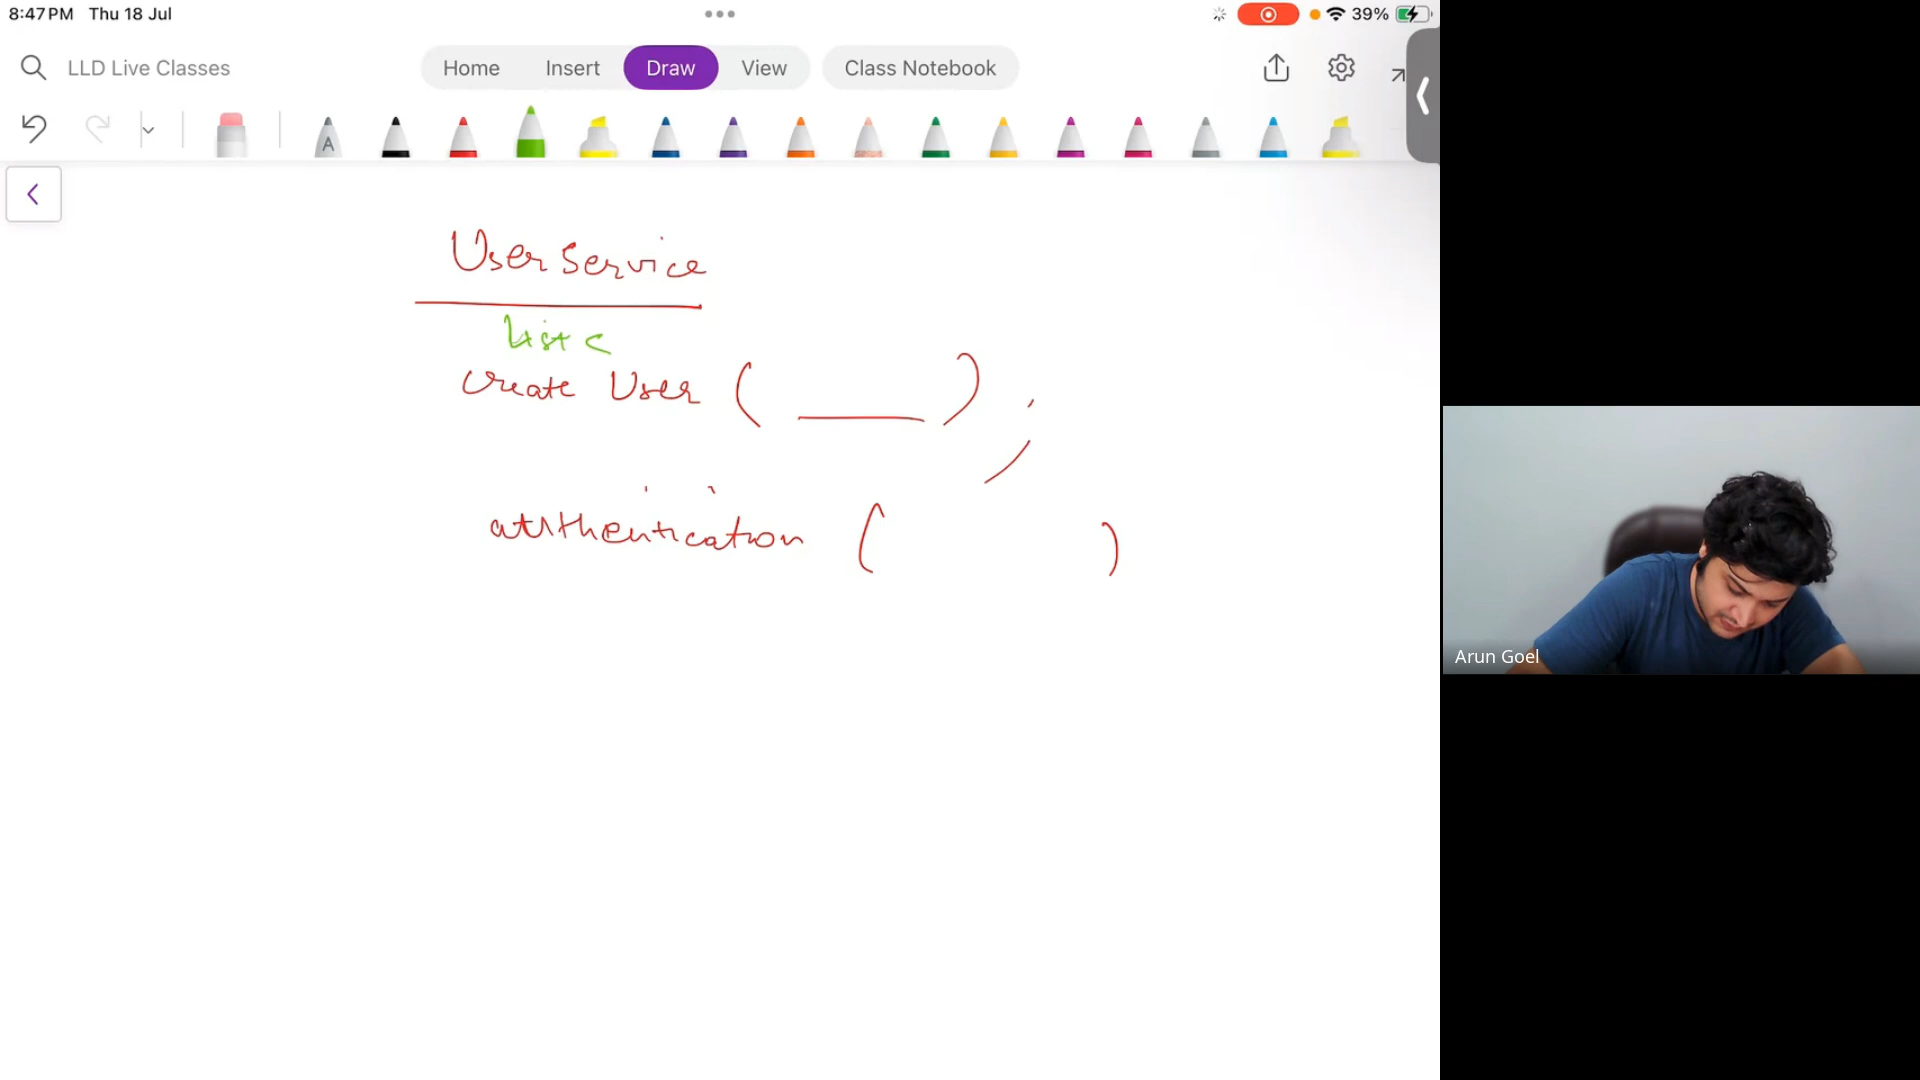 8:47 PM Thu 18 Jul 39%
LLD Live Classes Home Insert Draw View Class Notebook
A
User Service
List <
create User ( ___ ) ;
authentication ( )
Arun Goel